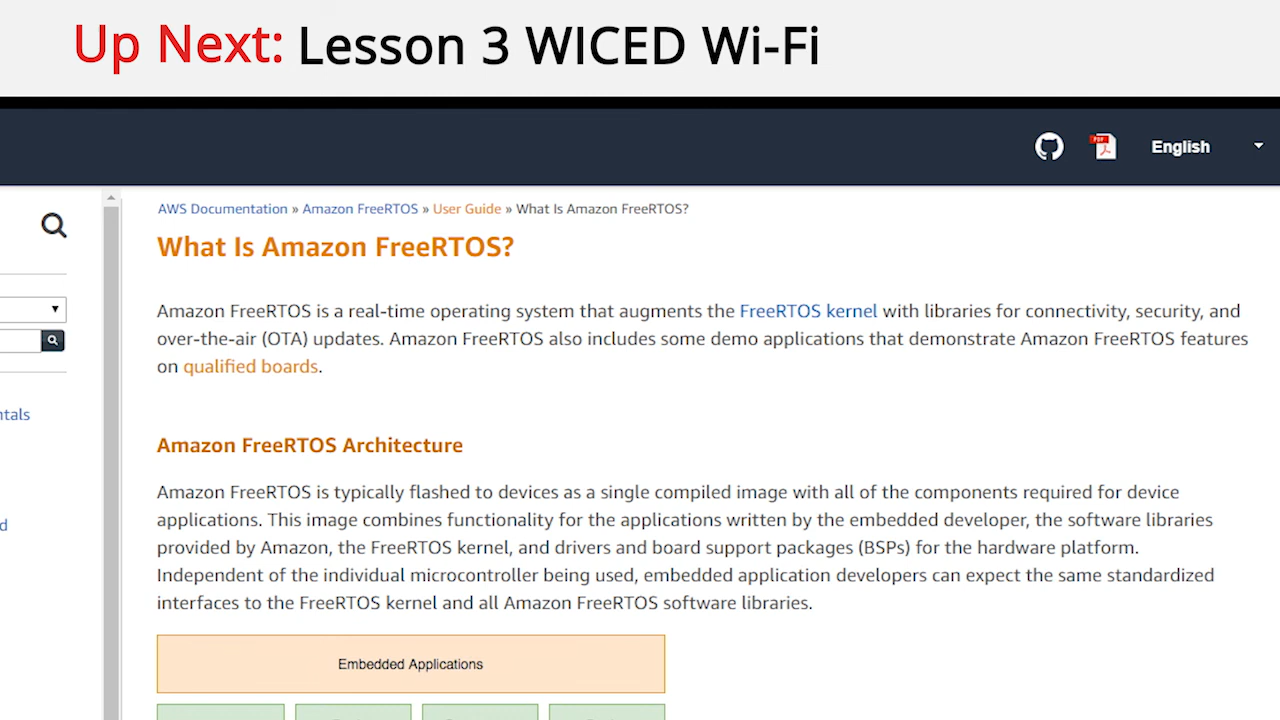 Up Next: Lesson 3 WICED Wi-Fi
PDF
English
AWS Documentation » Amazon FreeRTOS » User Guide » What Is Amazon FreeRTOS?
What Is Amazon FreeRTOS?
Amazon FreeRTOS is a real-time operating system that augments the FreeRTOS kernel with libraries for connectivity, security, and
over-the-air (OTA) updates. Amazon FreeRTOS also includes some demo applications that demonstrate Amazon FreeRTOS features
on qualified boards.
ntals
Amazon FreeRTOS Architecture
Amazon FreeRTOS is typically flashed to devices as a single compiled image with all of the components required for device
applications. This image combines functionality for the applications written by the embedded developer, the software libraries
d
provided by Amazon, the FreeRTOS kernel, and drivers and board support packages (BSPs) for the hardware platform.
Independent of the individual microcontroller being used, embedded application developers can expect the same standardized
interfaces to the FreeRTOS kernel and all Amazon FreeRTOS software libraries.
Embedded Applications